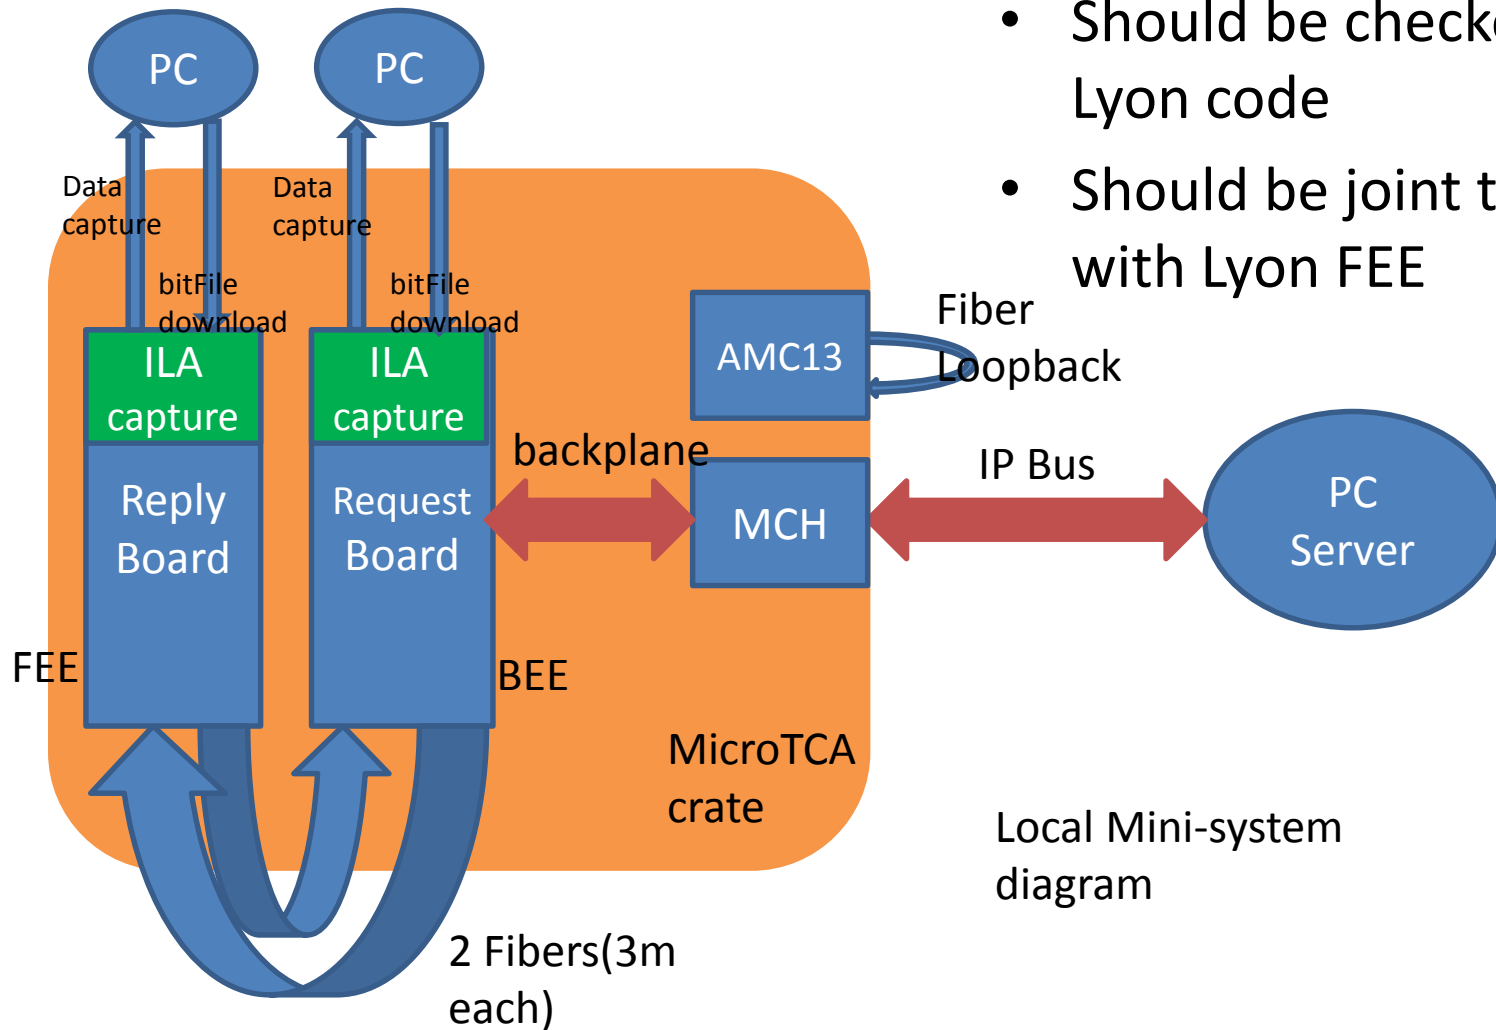 PC
PC
• Should be
Lyon code
• Should be joint
with Lyon FEE
Data
capture
Data
capture
bitFile
download
bitFile
download
ILA
capture
ILA
capture
Reply
Board
Request
Board
backplane
AMC13
Fiber
Loopback
MCH
IP Bus
PC
Server
FEE
BEE
MicroTCA
crate
Local Mini-system
diagram
2 Fibers(3m
each)